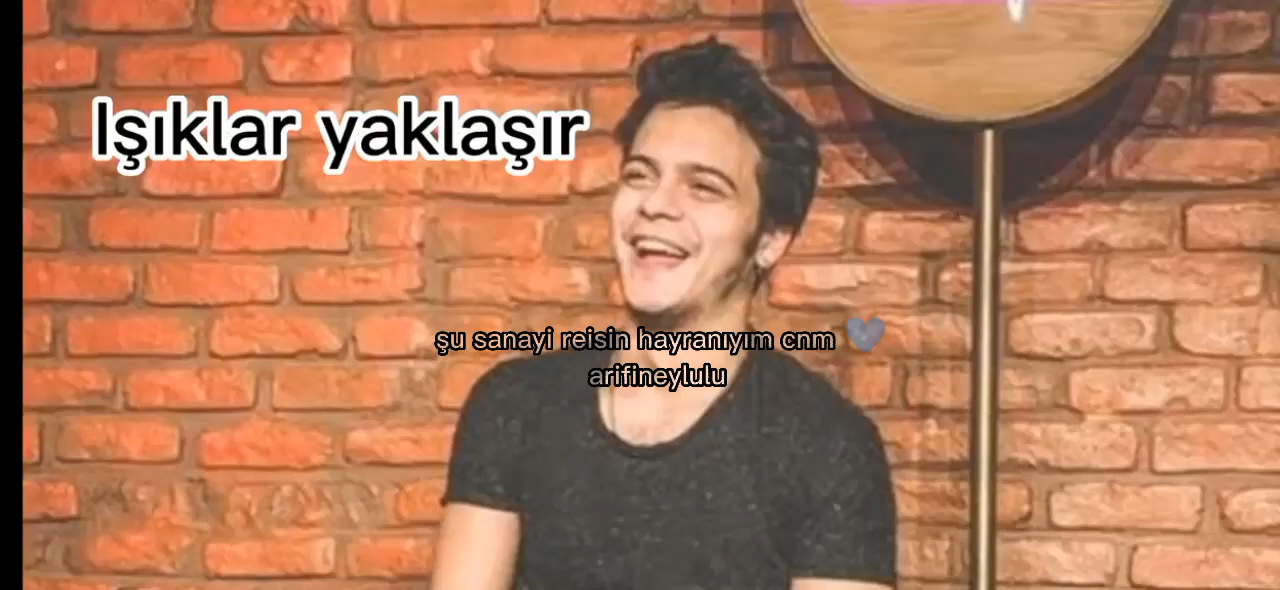 Işıklar yaklaşır
şu sanayi reisin hayranıyım cnm 🖤
arifineylulu